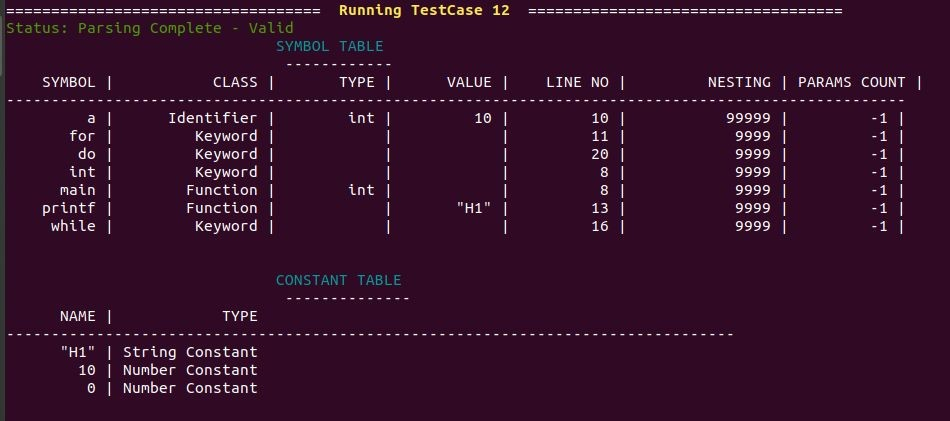 ===================================  Running TestCase 12  ===================================
Status: Parsing Complete - Valid
SYMBOL TABLE
------------
SYMBOL | CLASS | TYPE | VALUE | LINE NO | NESTING | PARAMS COUNT |
----------------------------------------------------------------------------------------------------
a | Identifier | int | 10 | 10 | 99999 | -1 |
for | Keyword | | | 11 | 9999 | -1 |
do | Keyword | | | 20 | 9999 | -1 |
int | Keyword | | | 8 | 9999 | -1 |
main | Function | int | | 8 | 9999 | -1 |
printf | Function | | "H1" | 13 | 9999 | -1 |
while | Keyword | | | 16 | 9999 | -1 |
CONSTANT TABLE
--------------
NAME | TYPE
---------------------------------------------------------------------------------
"H1" | String Constant
10 | Number Constant
0 | Number Constant